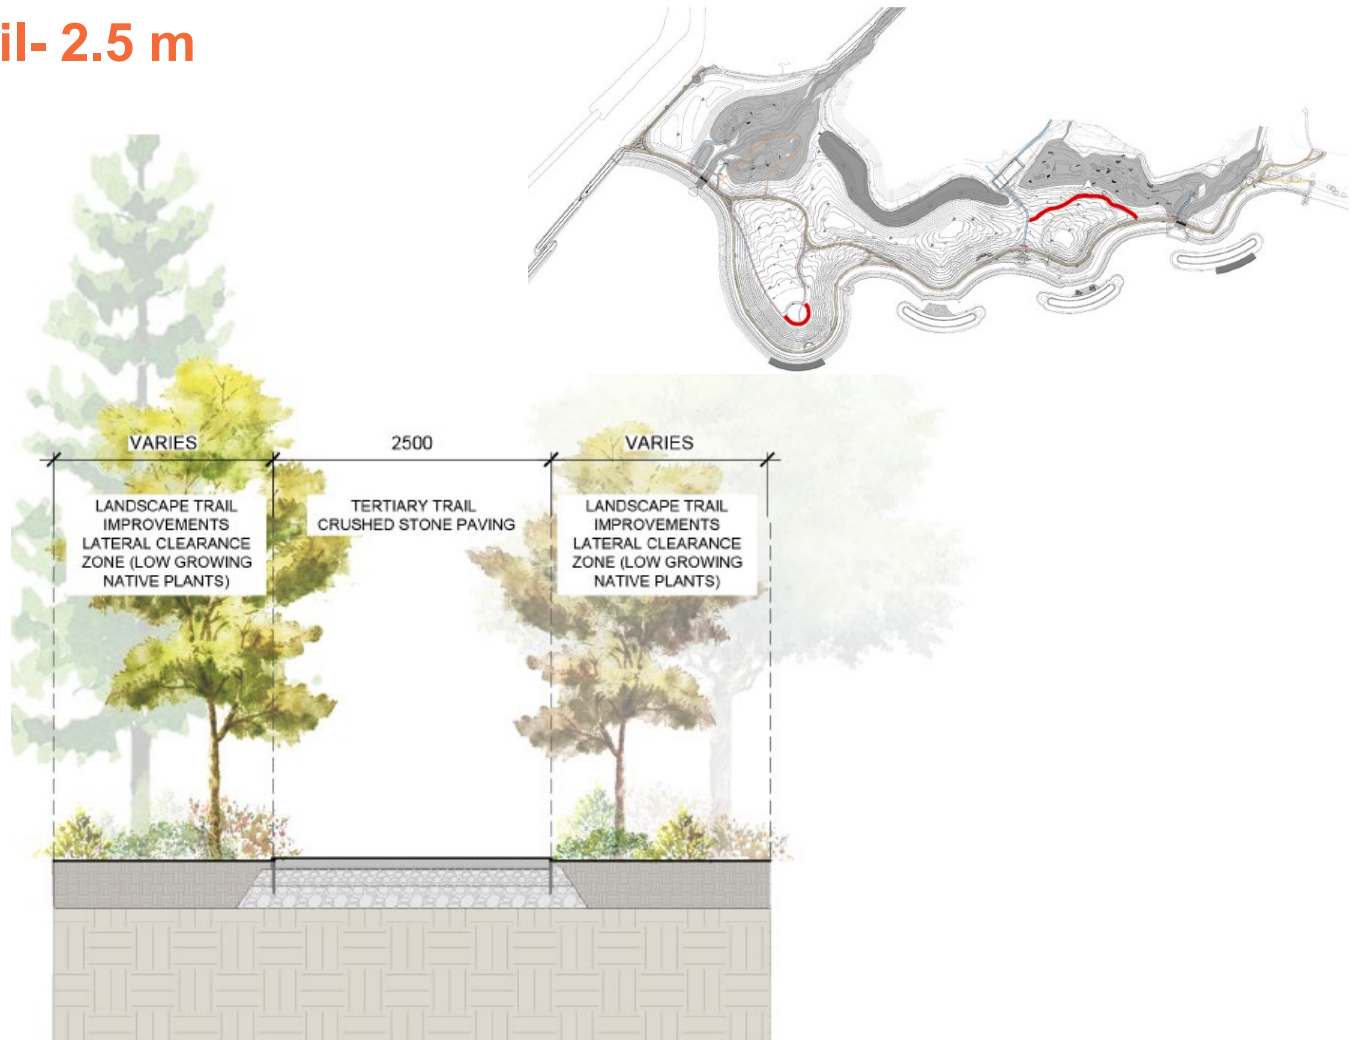 il- 2.5 m
VARIES
2500
VARIES
LANDSCAPE TRAIL
IMPROVEMENTS
LATERAL CLEARANCE
ZONE (LOW GROWING
NATIVE PLANTS)
TERTIARY TRAIL
CRUSHED STONE PAVING
LANDSCAPE TRAIL
IMPROVEMENTS
LATERAL CLEARANCE
ZONE (LOW GROWING
NATIVE PLANTS)